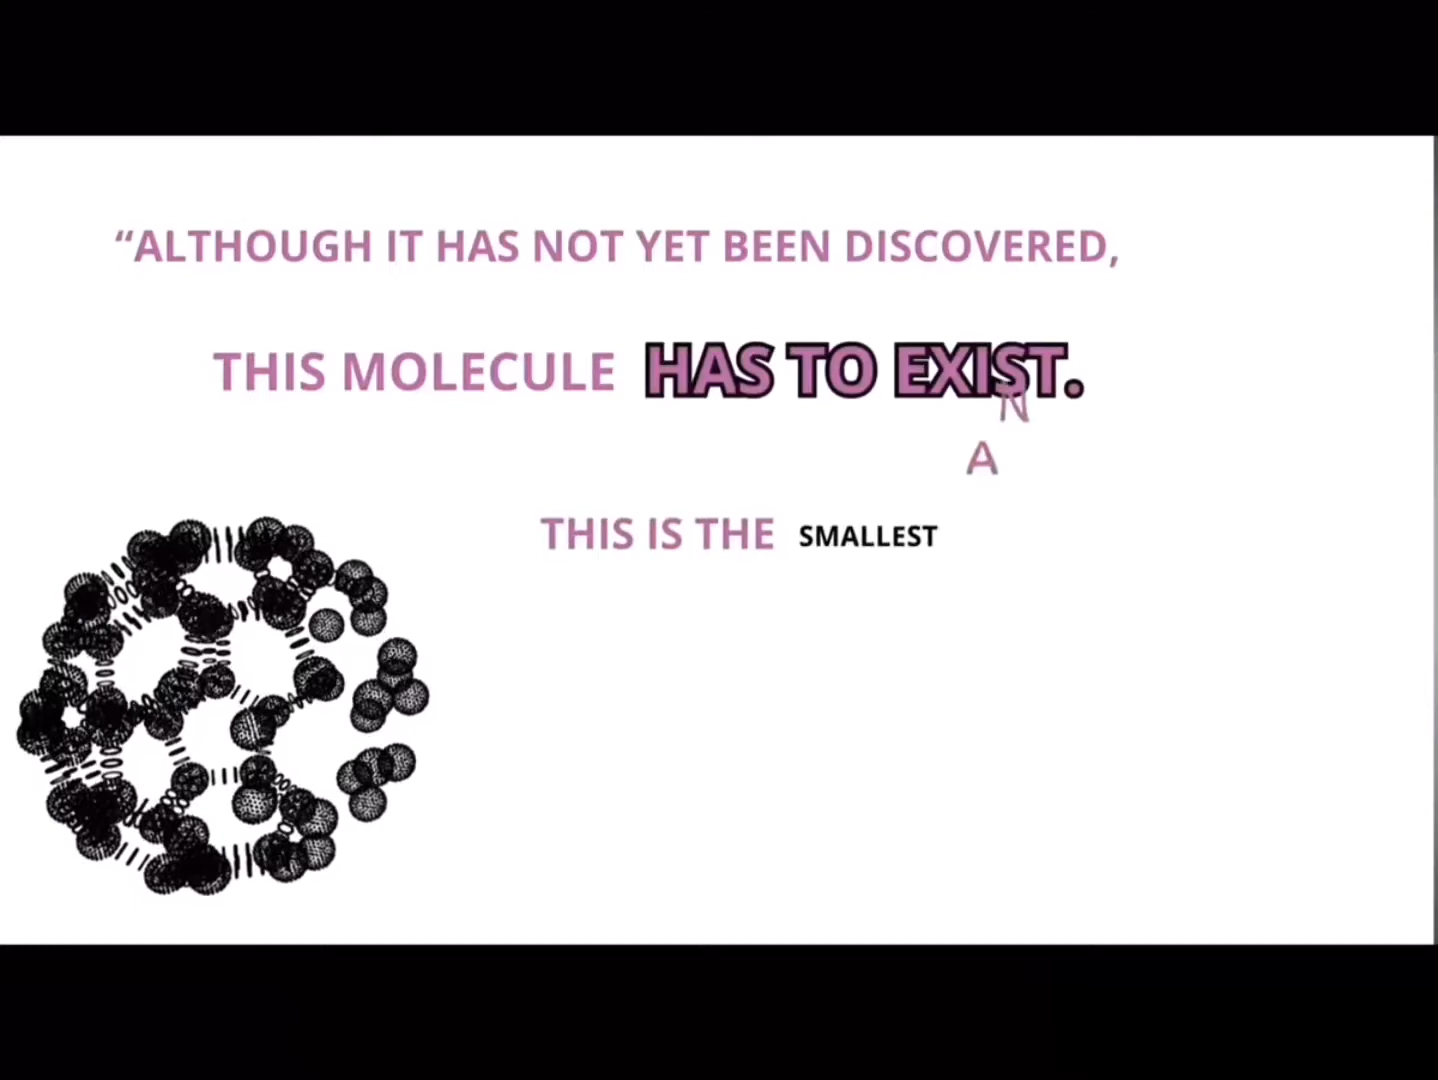 “ALTHOUGH IT HAS NOT YET BEEN DISCOVERED,
THIS MOLECULE HAS TO EXIST.
N
A
THIS IS THE SMALLEST